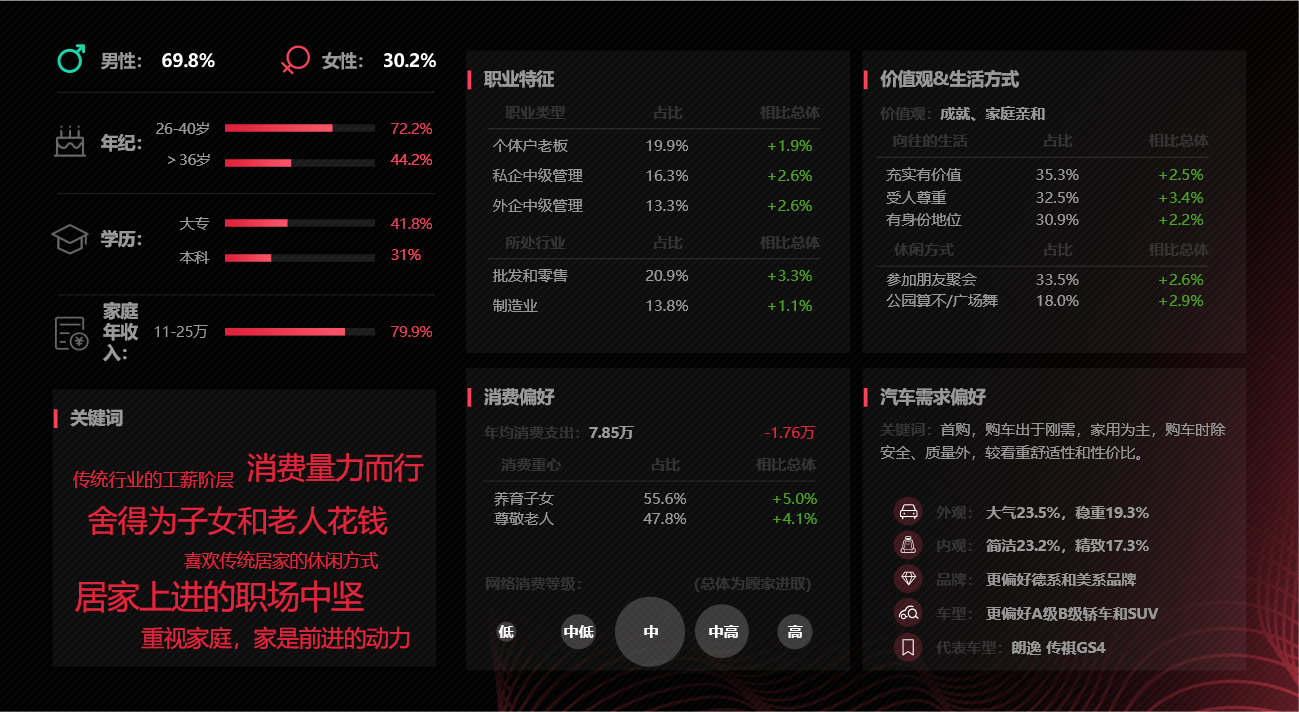 男性： 69.8% 女性： 30.2%
年纪：
26-40岁 72.2%
> 36岁 44.2%
学历：
大专 41.8%
本科 31%
家庭
年收
入：
11-25万 79.9%
关键词
传统行业的工薪阶层
消费量力而行
舍得为子女和老人花钱
喜欢传统居家的休闲方式
居家上进的职场中坚
重视家庭，家是前进的动力
职业特征
职业类型 占比 相比总体
个体户老板 19.9% +1.9%
私企中级管理 16.3% +2.6%
外企中级管理 13.3% +2.6%
所处行业 占比 相比总体
批发和零售 20.9% +3.3%
制造业 13.8% +1.1%
价值观&生活方式
价值观：成就、家庭亲和
向往的生活 占比 相比总体
充实有价值 35.3% +2.5%
受人尊重 32.5% +3.4%
有身份地位 30.9% +2.2%
休闲方式 占比 相比总体
参加朋友聚会 33.5% +2.6%
公园算不/广场舞 18.0% +2.9%
消费偏好
年均消费支出：7.85万 -1.76万
消费重心 占比 相比总体
养育子女 55.6% +5.0%
尊敬老人 47.8% +4.1%
网络消费等级： (总体为顾家进取)
低 中低 中 中高 高
汽车需求偏好
关键词：首购，购车出于刚需，家用为主，购车时除
安全、质量外，较着重舒适性和性价比。
外观： 大气23.5%，稳重19.3%
内观： 简洁23.2%，精致17.3%
品牌： 更偏好德系和美系品牌
车型： 更偏好A级B级轿车和SUV
代表车型：朗逸 传祺GS4